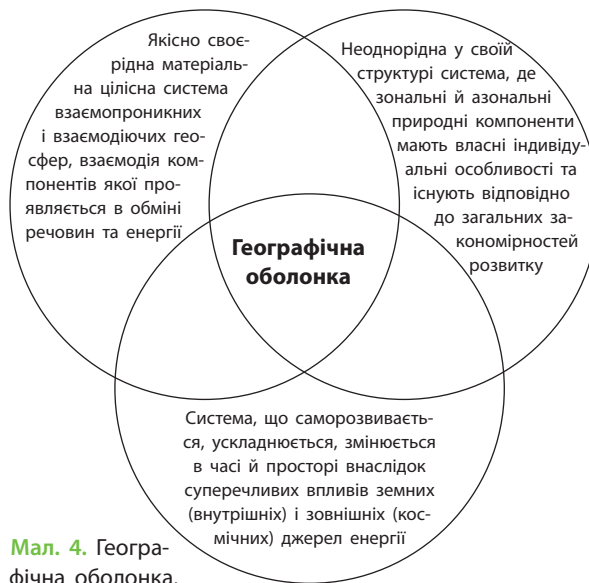 Якісно своє-
рідна матеріаль-
на цілісна система
взаємопроникних
і взаємодіючих гео-
сфер, взаємодія ком-
понентів якої про-
являється в обміні
речовин та енергії
Неоднорідна у своїй
структурі система, де
зональні й азональні
природні компоненти
мають власні індивіду-
альні особливості та
існують відповідно
до загальних за-
кономірностей
розвитку
Географічна
оболонка
Система, що саморозвиваєть-
ся, ускладнюється, змінюється
в часі й просторі внаслідок
суперечливих впливів земних
(внутрішніх) і зовнішніх (кос-
мічних) джерел енергії
Мал. 4. Геогра-
фічна оболонка.